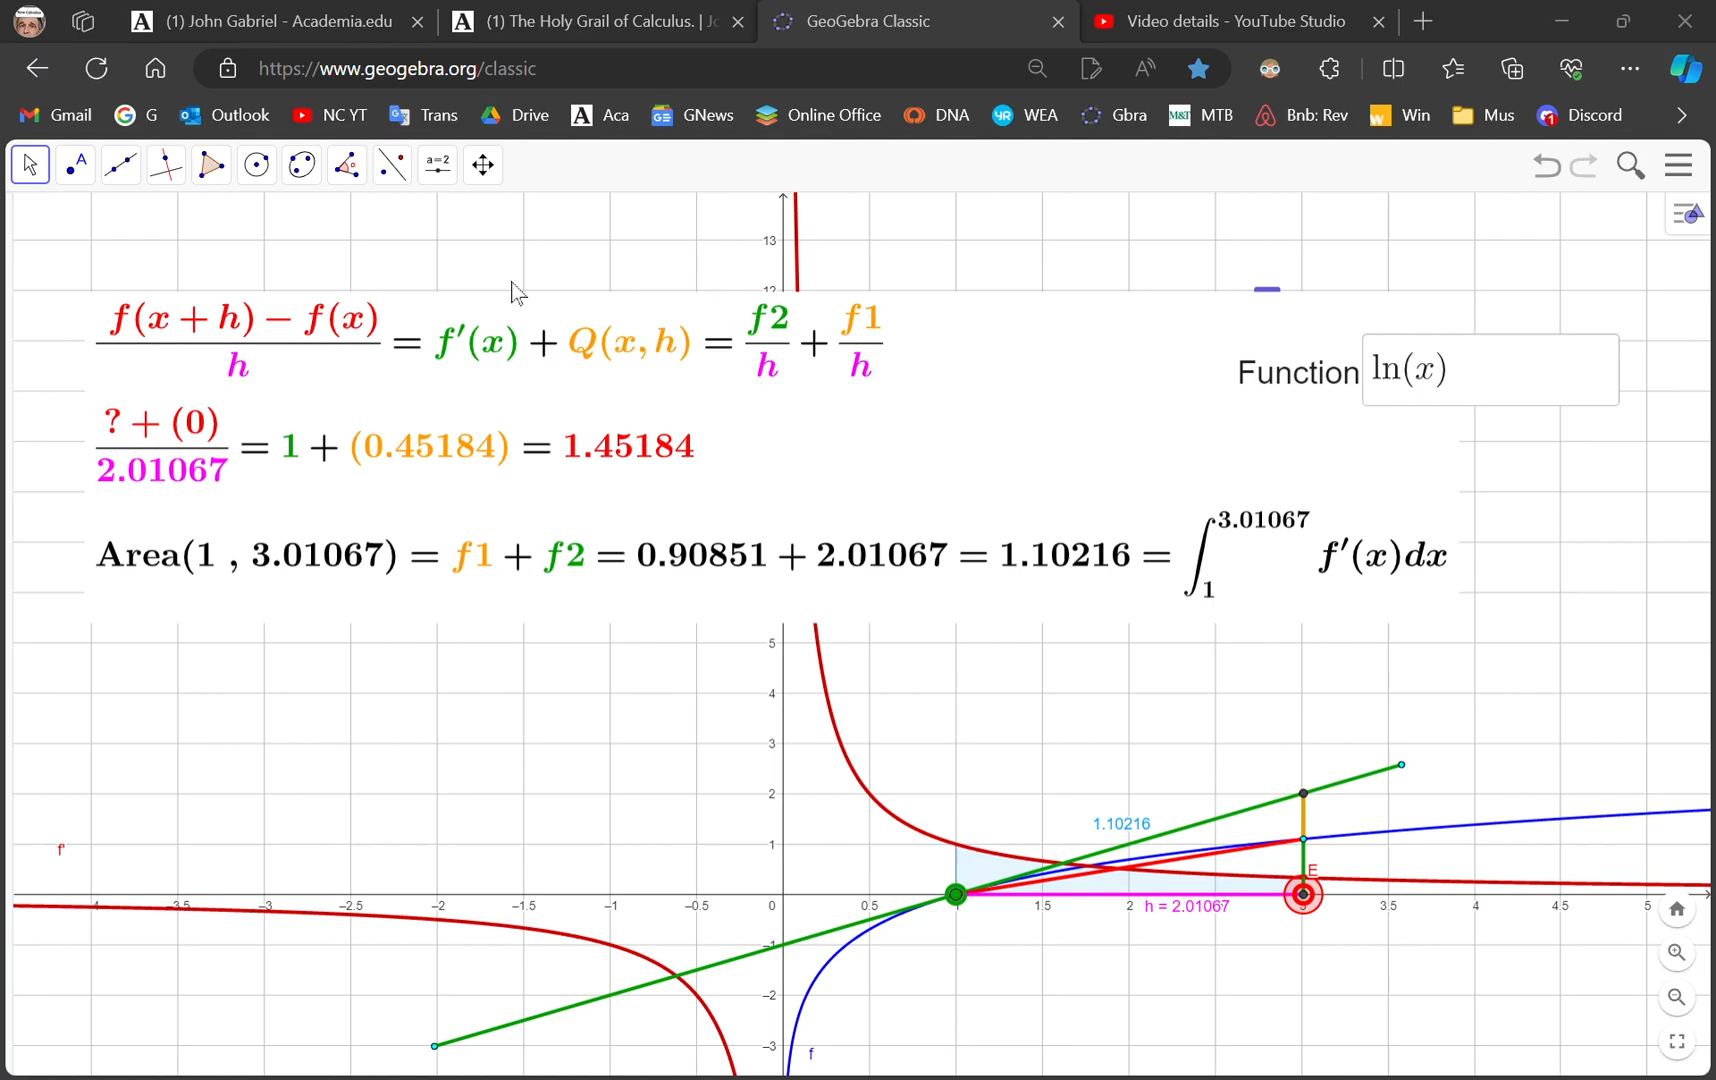 (1) John Gabriel - Academia.edu
(1) The Holy Grail of Calculus. | Jo
GeoGebra Classic
Video details - YouTube Studio
https://www.geogebra.org/classic
Gmail G Outlook NC YT Trans Drive Aca GNews Online Office DNA WEA Gbra MTB Bnb: Rev Win Mus Discord
A a=2
13
12
f(x + h) − f(x)
h
= f′(x) + Q(x, h) =
f2
h
+
f1
h
Function ln(x)
? + (0)
2.01067
= 1 + (0.45184) = 1.45184
Area(1 , 3.01067) = f1 + f2 = 0.90851 + 2.01067 = 1.10216 = ∫₁^3.01067 f′(x)dx
5
4
3
2
1.10216
1
f'
E
−4 −3.5 −3 −2.5 −2 −1.5 −1 −0.5 0 0.5 1 1.5 2 h = 2.01067 3 3.5 4 4.5 5
−1
−2
−3
f